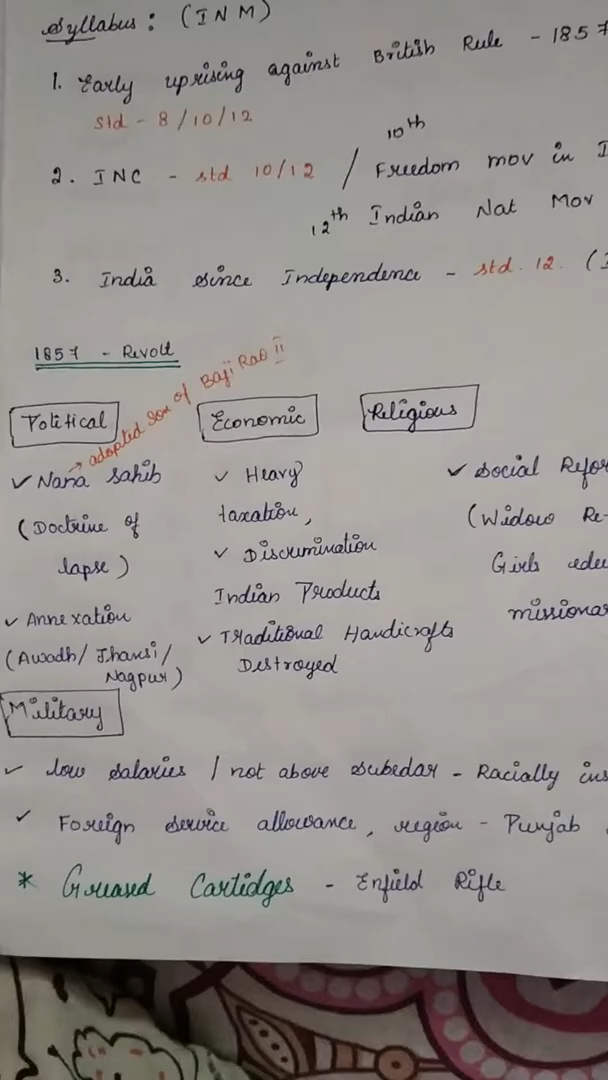 Syllabus : (INM)
1. Early uprising against British Rule - 1857
Std - 8/10/12
10th
2. INC - std 10/12 / Freedom mov in I
12th Indian Nat Mov
3. India since Independence - std. 12. (I
1857 - Revolt
→ adopted son of Baji Rao ii
Political
✓ Nana Sahib
(Doctrine of
lapse)
✓ Annexation
(Awadh/ Jhansi/
Nagpur)
Economic
✓ Heavy
taxation,
✓ Discrimination
Indian Products
✓ Traditional Handicrafts
Destroyed
Religious
✓ Social Refor
(Widow Re-
Girls edu
missionar
Military
✓ low salaries / not above subedar - Racially ins
✓ Foreign service allowance, region - Punjab
* Greased Cartidges - Enfield Rifle